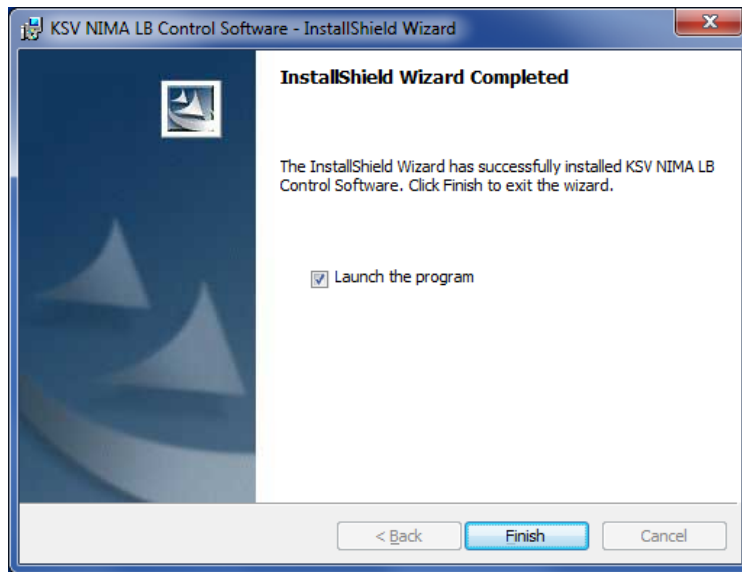 KSV NIMA LB Control Software - InstallShield Wizard
InstallShield Wizard Completed
The InstallShield Wizard has successfully installed KSV NIMA LB
Control Software. Click Finish to exit the wizard.
Launch the program
< Back
Finish
Cancel